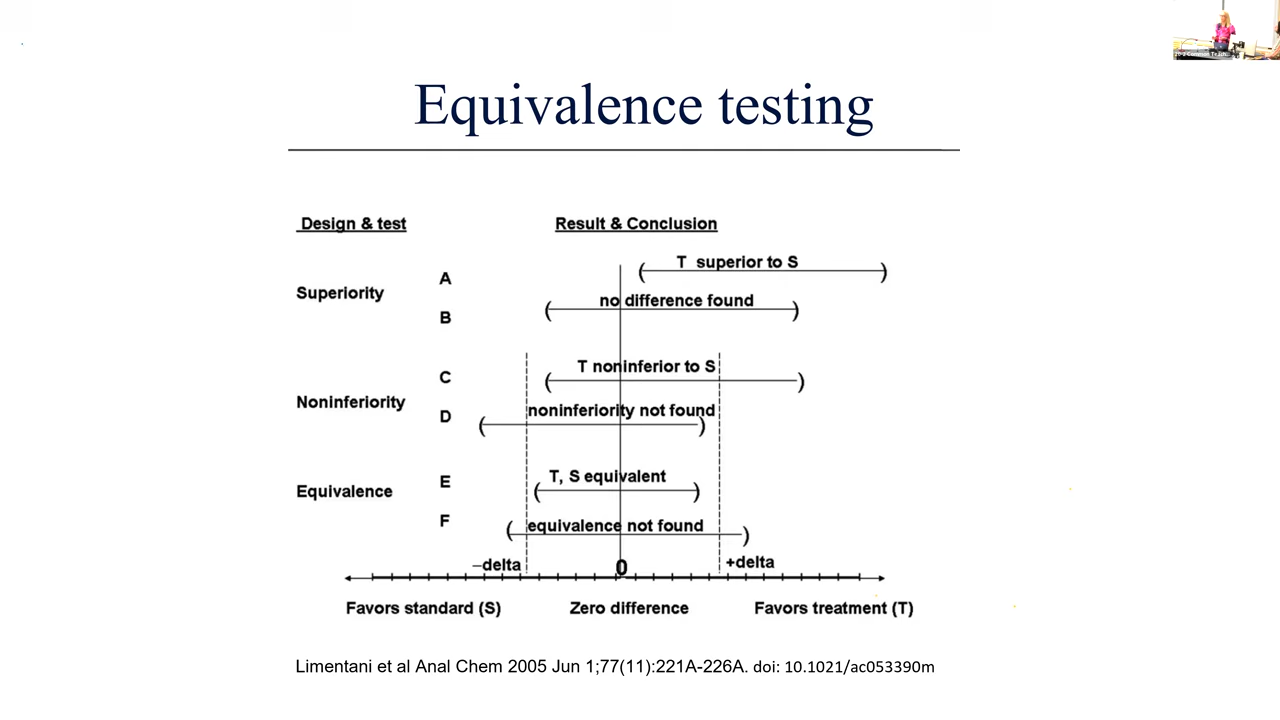 Equivalence testing
Design & test
Result & Conclusion
Superiority
A
T superior to S
B
no difference found
Noninferiority
C
T noninferior to S
D
noninferiority not found
Equivalence
E
T, S equivalent
F
equivalence not found
–delta
0
+delta
Favors standard (S)
Zero difference
Favors treatment (T)
Limentani et al Anal Chem 2005 Jun 1;77(11):221A-226A. doi: 10.1021/ac053390m